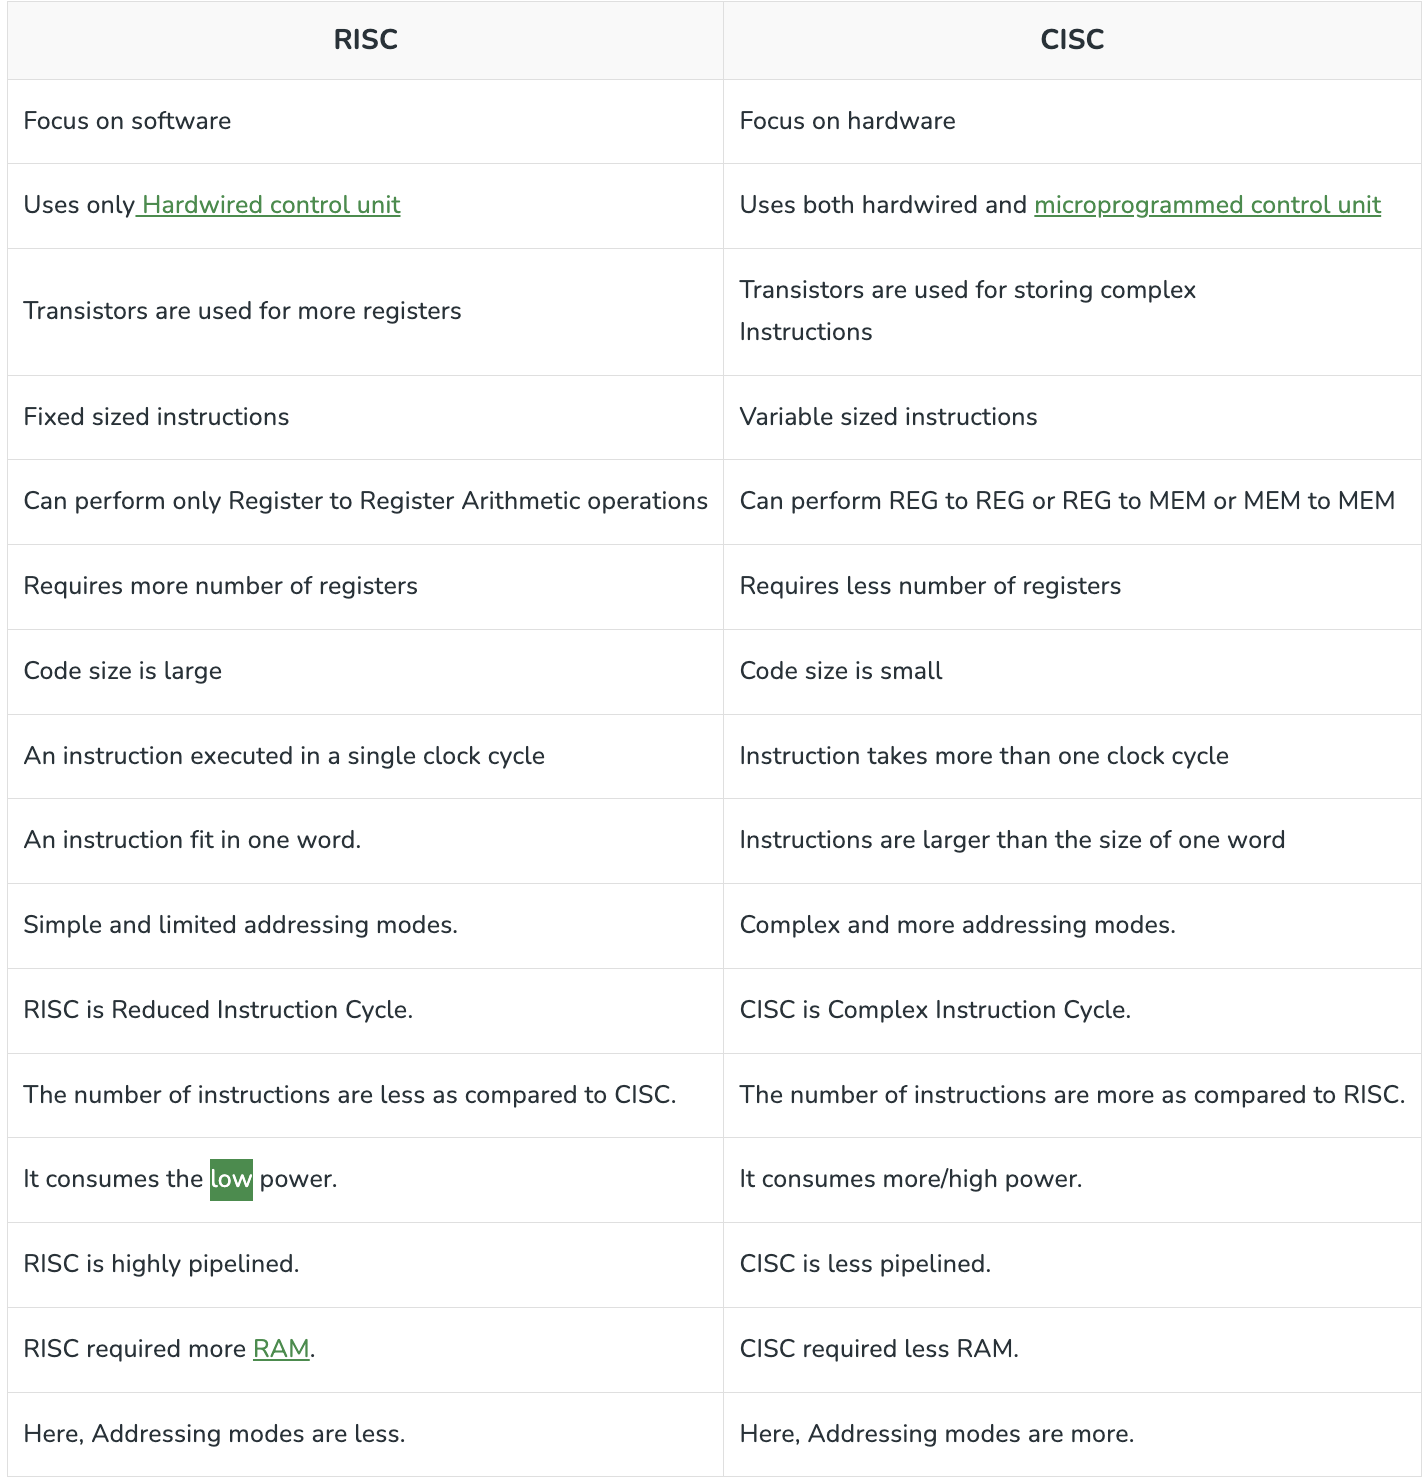 RISC
CISC
Focus on software
Focus on hardware
Uses only Hardwired control unit
Uses both hardwired and microprogrammed control unit
Transistors are used for more registers
Transistors are used for storing complex
Instructions
Fixed sized instructions
Variable sized instructions
Can perform only Register to Register Arithmetic operations
Can perform REG to REG or REG to MEM or MEM to MEM
Requires more number of registers
Requires less number of registers
Code size is large
Code size is small
An instruction executed in a single clock cycle
Instruction takes more than one clock cycle
An instruction fit in one word.
Instructions are larger than the size of one word
Simple and limited addressing modes.
Complex and more addressing modes.
RISC is Reduced Instruction Cycle.
CISC is Complex Instruction Cycle.
The number of instructions are less as compared to CISC.
The number of instructions are more as compared to RISC.
It consumes the low power.
It consumes more/high power.
RISC is highly pipelined.
CISC is less pipelined.
RISC required more RAM.
CISC required less RAM.
Here, Addressing modes are less.
Here, Addressing modes are more.